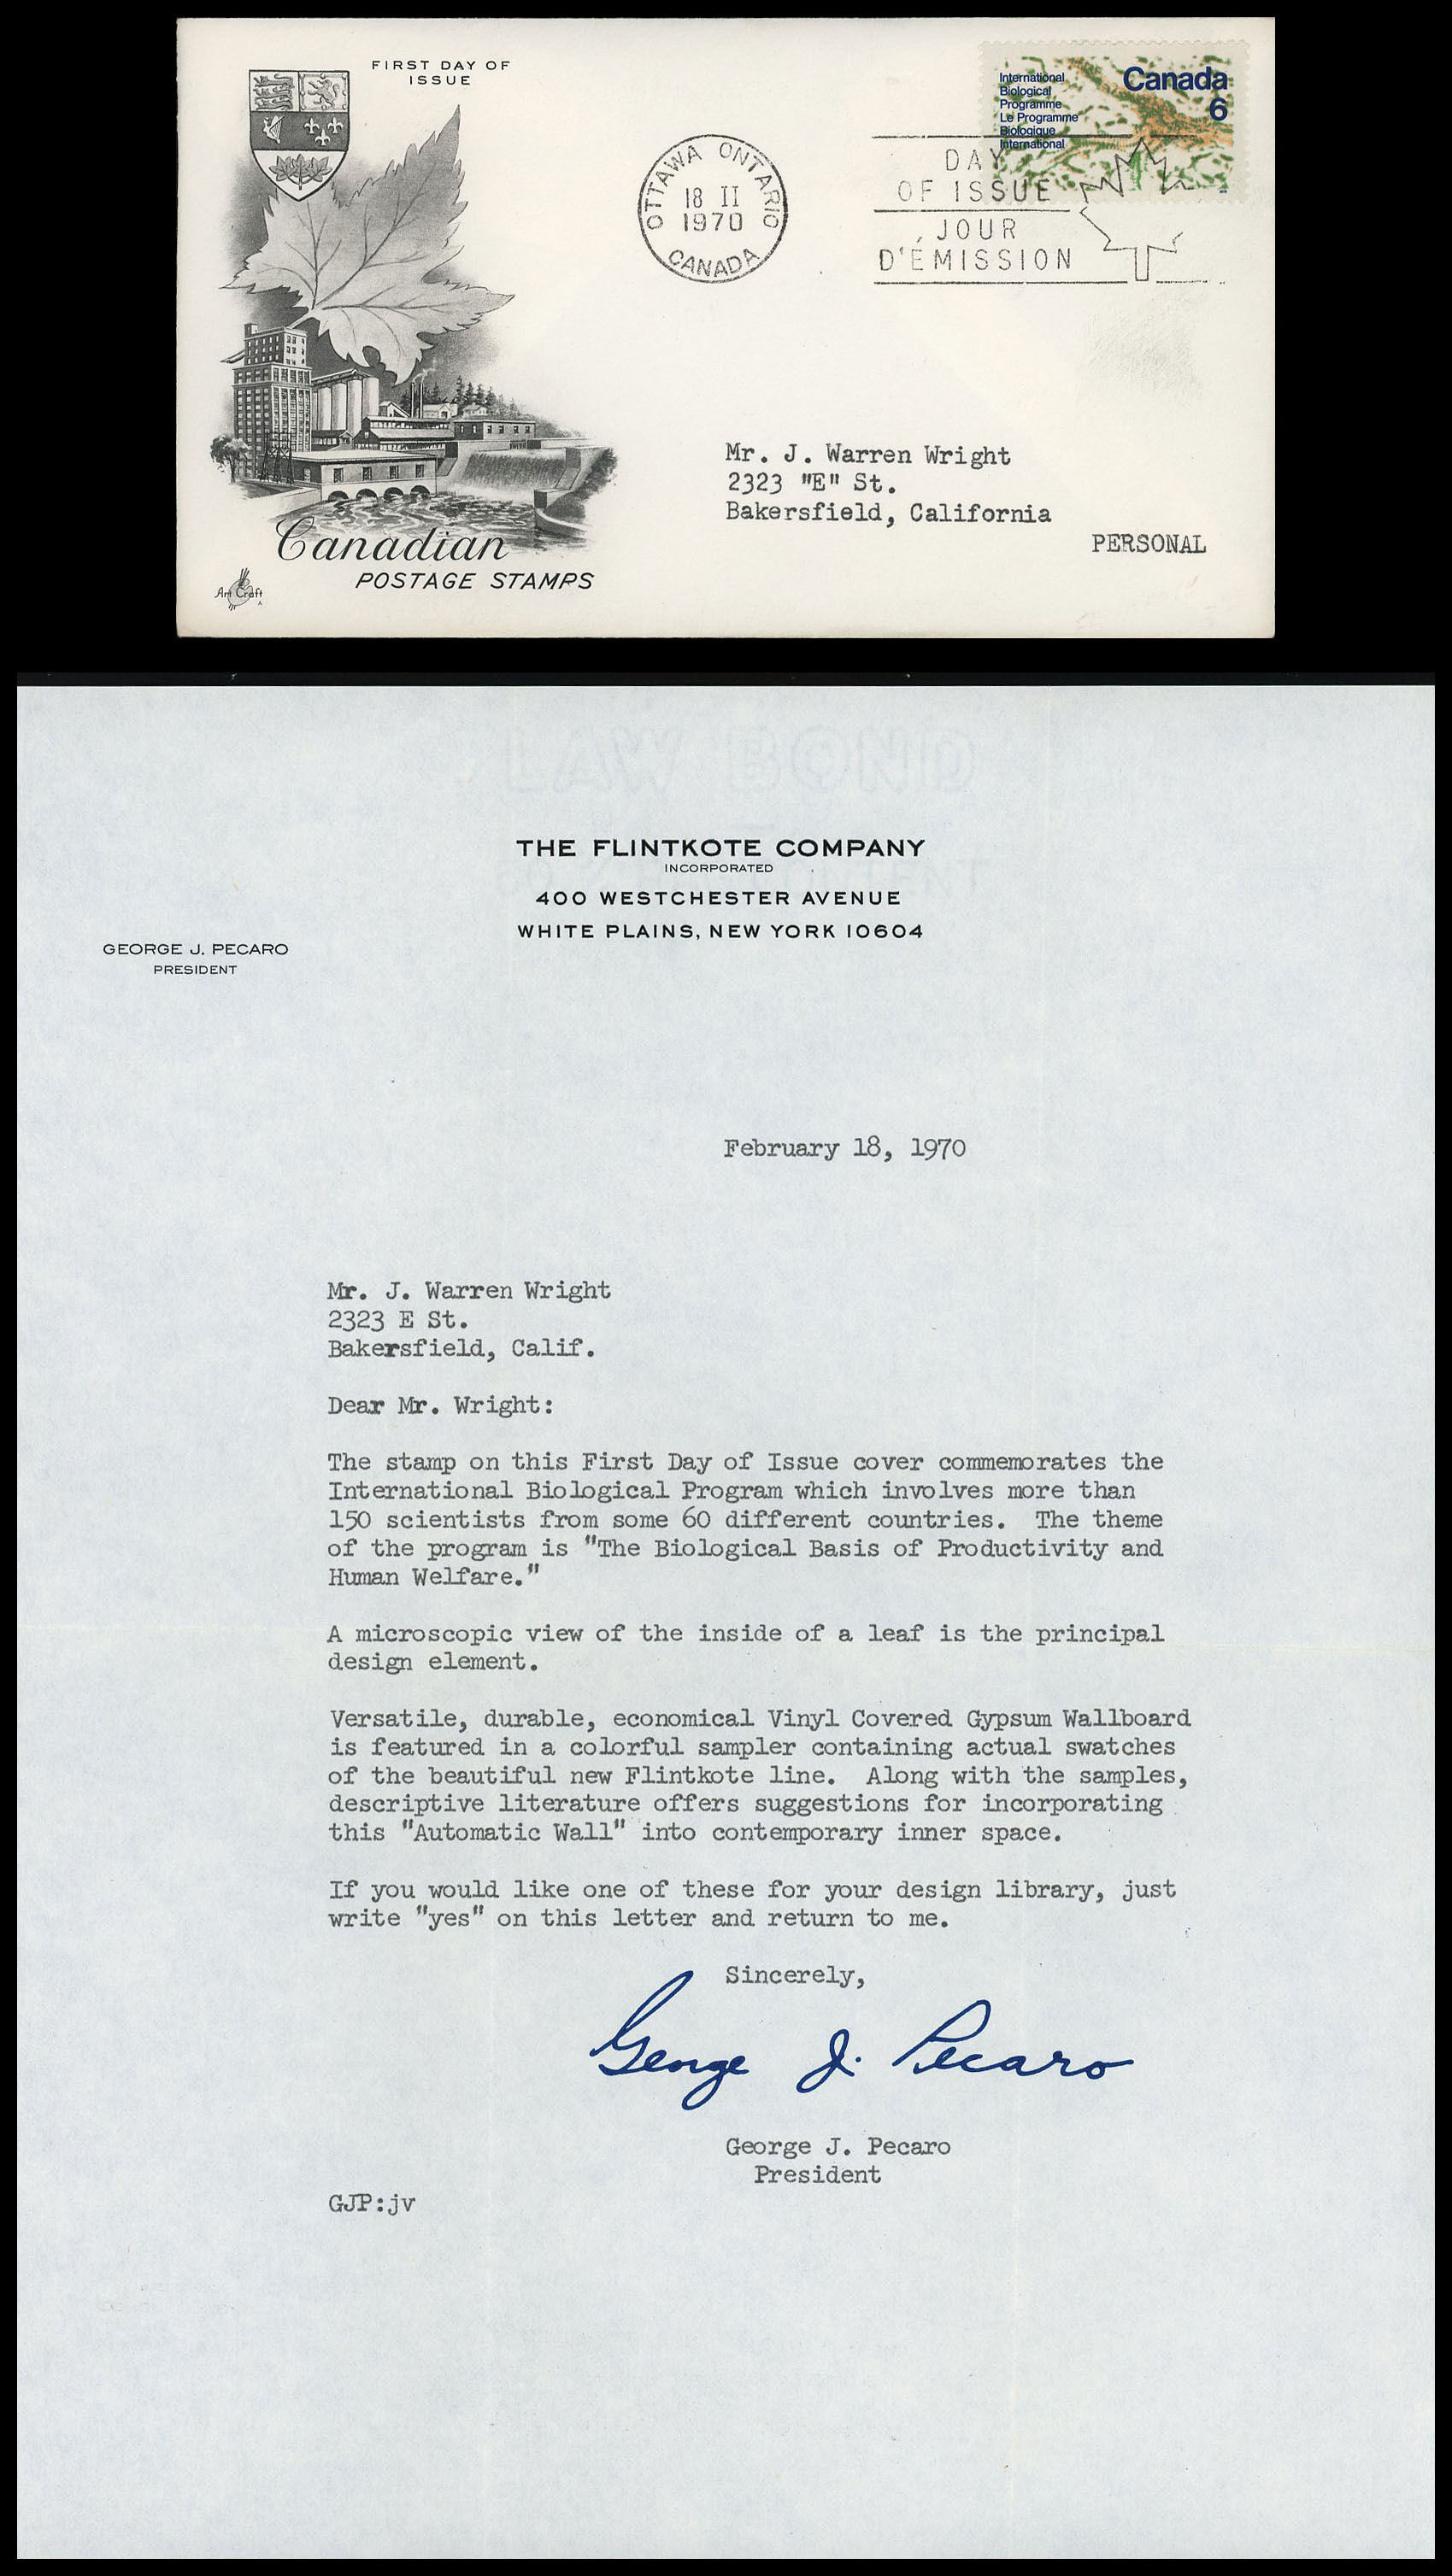 FIRST DAY OF
ISSUE
International
Biological
Programme
Le Programme
Biologique
International
Canada
6
OTTAWA ONTARIO
18 II
1970
CANADA
DAY
OF ISSUE
JOUR
D'ÉMISSION
Mr. J. Warren Wright
2323 "E" St.
Bakersfield, California
PERSONAL
Canadian
POSTAGE STAMPS
Art Craft
LAW BOND
THE FLINTKOTE COMPANY
INCORPORATED
400 WESTCHESTER AVENUE
WHITE PLAINS, NEW YORK 10604
GEORGE J. PECARO
PRESIDENT
February 18, 1970
Mr. J. Warren Wright
2323 E St.
Bakersfield, Calif.
Dear Mr. Wright:
The stamp on this First Day of Issue cover commemorates the
International Biological Program which involves more than
150 scientists from some 60 different countries.  The theme
of the program is "The Biological Basis of Productivity and
Human Welfare."
A microscopic view of the inside of a leaf is the principal
design element.
Versatile, durable, economical Vinyl Covered Gypsum Wallboard
is featured in a colorful sampler containing actual swatches
of the beautiful new Flintkote line.  Along with the samples,
descriptive literature offers suggestions for incorporating
this "Automatic Wall" into contemporary inner space.
If you would like one of these for your design library, just
write "yes" on this letter and return to me.
Sincerely,
George J. Pecaro
George J. Pecaro
President
GJP:jv